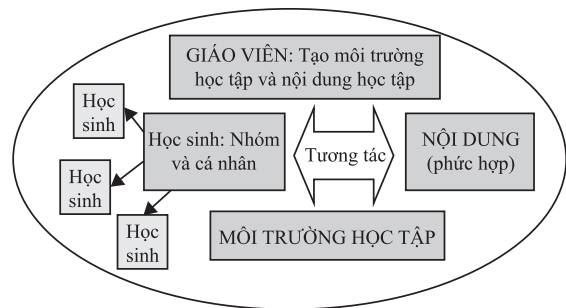 GIÁO VIÊN: Tạo môi trường
học tập và nội dung học tập
Học
sinh
Học sinh: Nhóm
và cá nhân
Tương tác
NỘI DUNG
(phức hợp)
Học
sinh
Học
sinh
MÔI TRƯỜNG HỌC TẬP